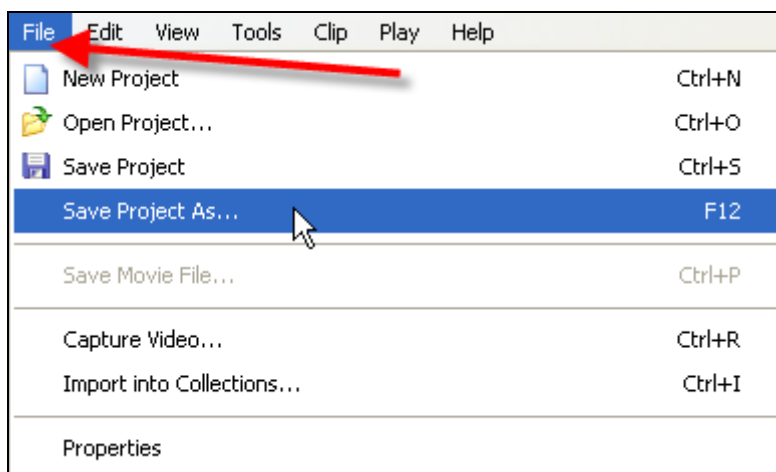 File Edit View Tools Clip Play Help
New Project Ctrl+N
Open Project... Ctrl+O
Save Project Ctrl+S
Save Project As... F12
Save Movie File... Ctrl+P
Capture Video... Ctrl+R
Import into Collections... Ctrl+I
Properties